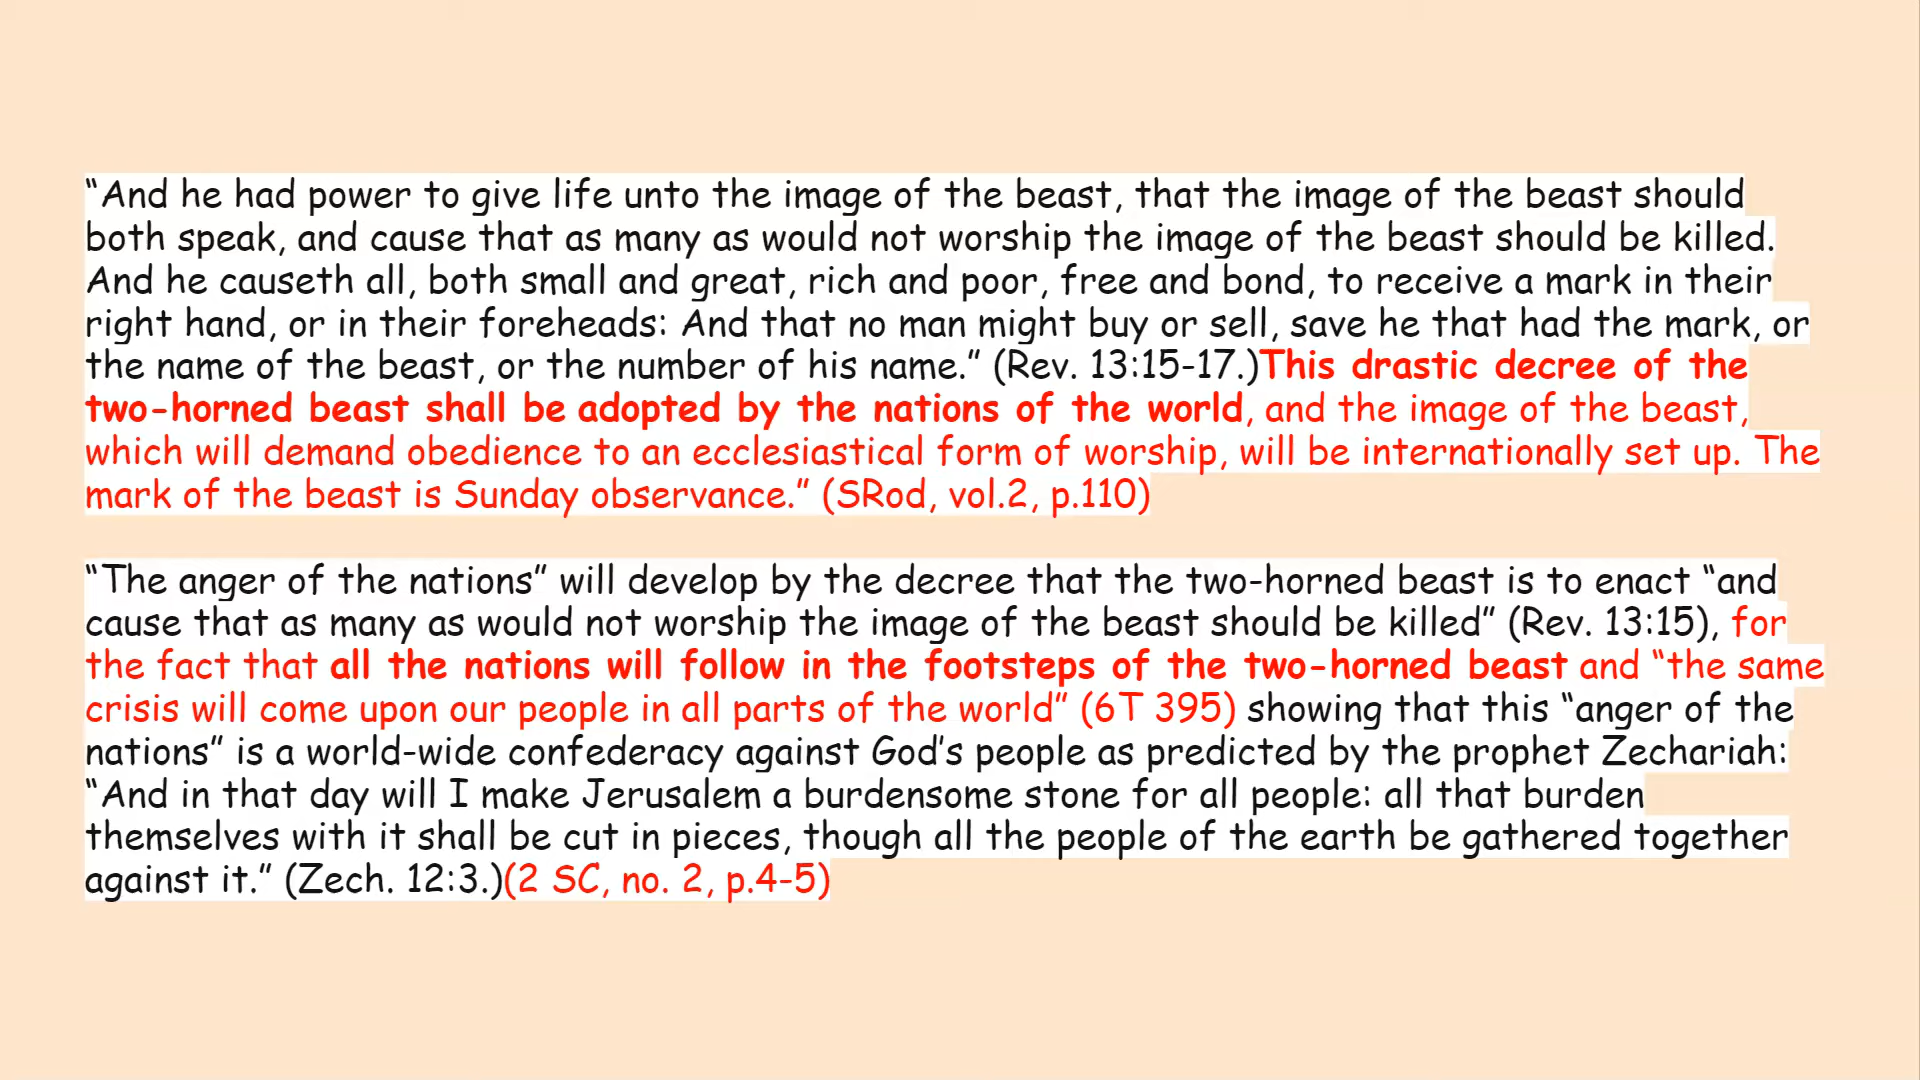 “And he had power to give life unto the image of the beast, that the image of the beast should
both speak, and cause that as many as would not worship the image of the beast should be killed.
And he causeth all, both small and great, rich and poor, free and bond, to receive a mark in their
right hand, or in their foreheads: And that no man might buy or sell, save he that had the mark, or
the name of the beast, or the number of his name.” (Rev. 13:15-17.)This drastic decree of the
two-horned beast shall be adopted by the nations of the world, and the image of the beast,
which will demand obedience to an ecclesiastical form of worship, will be internationally set up. The
mark of the beast is Sunday observance.” (SRod, vol.2, p.110)
“The anger of the nations” will develop by the decree that the two-horned beast is to enact “and
cause that as many as would not worship the image of the beast should be killed” (Rev. 13:15), for
the fact that all the nations will follow in the footsteps of the two-horned beast and “the same
crisis will come upon our people in all parts of the world” (6T 395) showing that this “anger of the
nations” is a world-wide confederacy against God’s people as predicted by the prophet Zechariah:
“And in that day will I make Jerusalem a burdensome stone for all people: all that burden
themselves with it shall be cut in pieces, though all the people of the earth be gathered together
against it.” (Zech. 12:3.)(2 SC, no. 2, p.4-5)